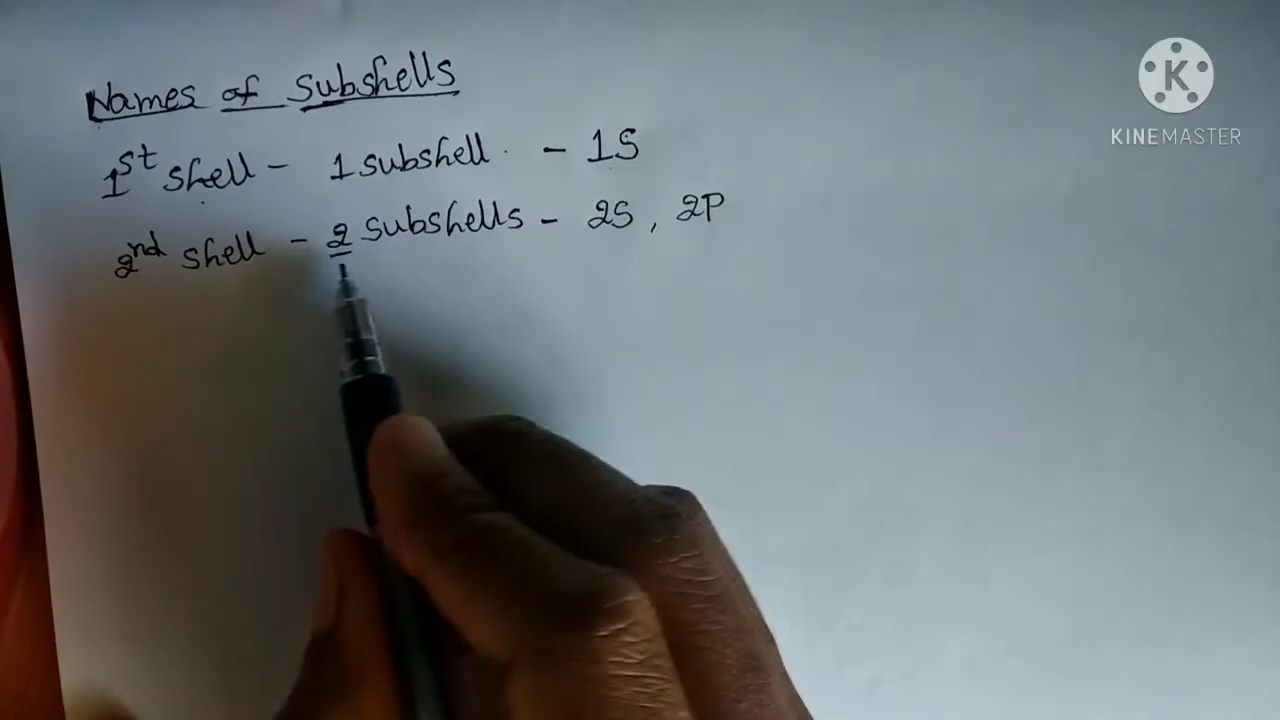 Names of Subshells
1st shell - 1 subshell - 1S
2nd shell - 2 subshells - 2S, 2P
K
KINEMASTER